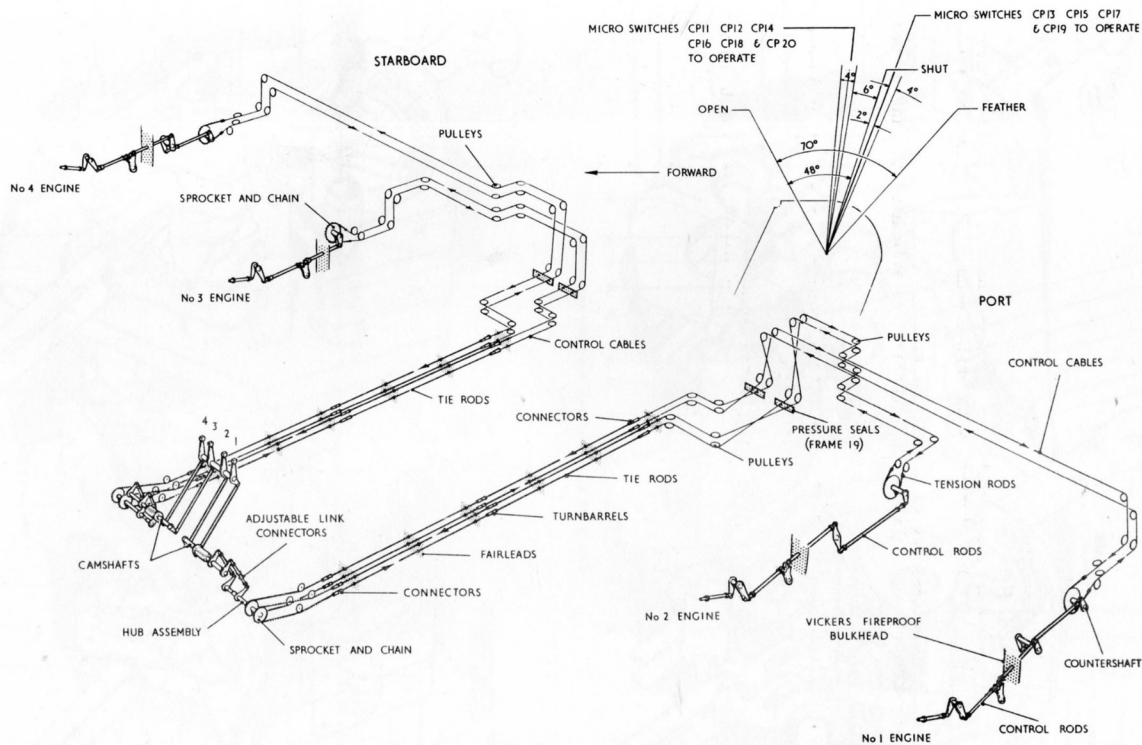 MICRO SWITCHES CP11 CP12 CP14
CP16 CP18 & CP20
TO OPERATE
MICRO SWITCHES CP13 CP15 CP17
& CP19 TO OPERATE
STARBOARD
4°
6°
SHUT
4°
2°
OPEN
FEATHER
70°
48°
PULLEYS
FORWARD
No 4 ENGINE
SPROCKET AND CHAIN
No 3 ENGINE
PORT
CONTROL CABLES
PULLEYS
CONTROL CABLES
TIE RODS
CONNECTORS
PRESSURE SEALS
(FRAME 19)
PULLEYS
4 3 2 1
TIE RODS
TENSION RODS
ADJUSTABLE LINK
CONNECTORS
TURNBARRELS
CAMSHAFTS
FAIRLEADS
CONTROL RODS
CONNECTORS
No 2 ENGINE
HUB ASSEMBLY
VICKERS FIREPROOF
BULKHEAD
SPROCKET AND CHAIN
COUNTERSHAFT
CONTROL RODS
No 1 ENGINE